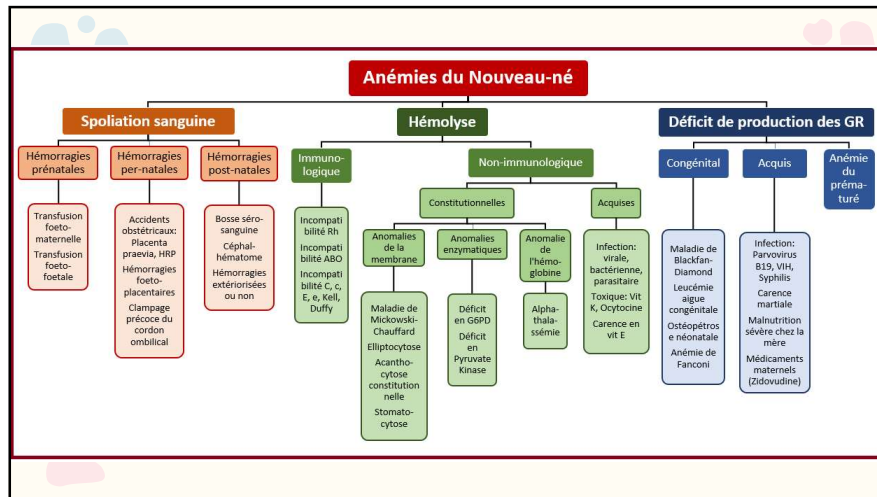 Anémies du Nouveau-né
Spoliation sanguine
Hémorragies
prénatales
Transfusion
foeto-
maternelle
Transfusion
foeto-
foetale
Hémorragies
per-natales
Accidents
obstétricaux:
Placenta
praevia, HRP
Hémorragies
foeto-
placentaires
Clampage
précoce du
cordon
ombilical
Hémorragies
post-natales
Bosse séro-
sanguine
Céphal-
hématome
Hémorragies
extériorisées
ou non
Hémolyse
Immuno-
logique
Incompati
bilité Rh
Incompati
bilité ABO
Incompati
bilité C, c,
E, e, Kell,
Duffy
Non-immunologique
Constitutionnelles
Anomalies
de la
membrane
Maladie de
Mickowski-
Chauffard
Elliptocytose
Acantho-
cytose
constitution
nelle
Stomato-
cytose
Anomalies
enzymatiques
Déficit
en G6PD
Déficit
en
Pyruvate
Kinase
Anomalie
de
l'hémo-
globine
Alpha-
thala-
ssémie
Acquises
Infection:
virale,
bactérienne,
parasitaire
Toxique: Vit
K, Ocytocine
Carence en
vit E
Déficit de production des GR
Congénital
Maladie de
Blackfan-
Diamond
Leucémie
aigue
congénitale
Ostéopétros
e néonatale
Anémie de
Fanconi
Acquis
Infection:
Parvovirus
B19, VIH,
Syphilis
Carence
martiale
Malnutrition
sévère chez la
mère
Médicaments
maternels
(Zidovudine)
Anémie
du
préma-
turé